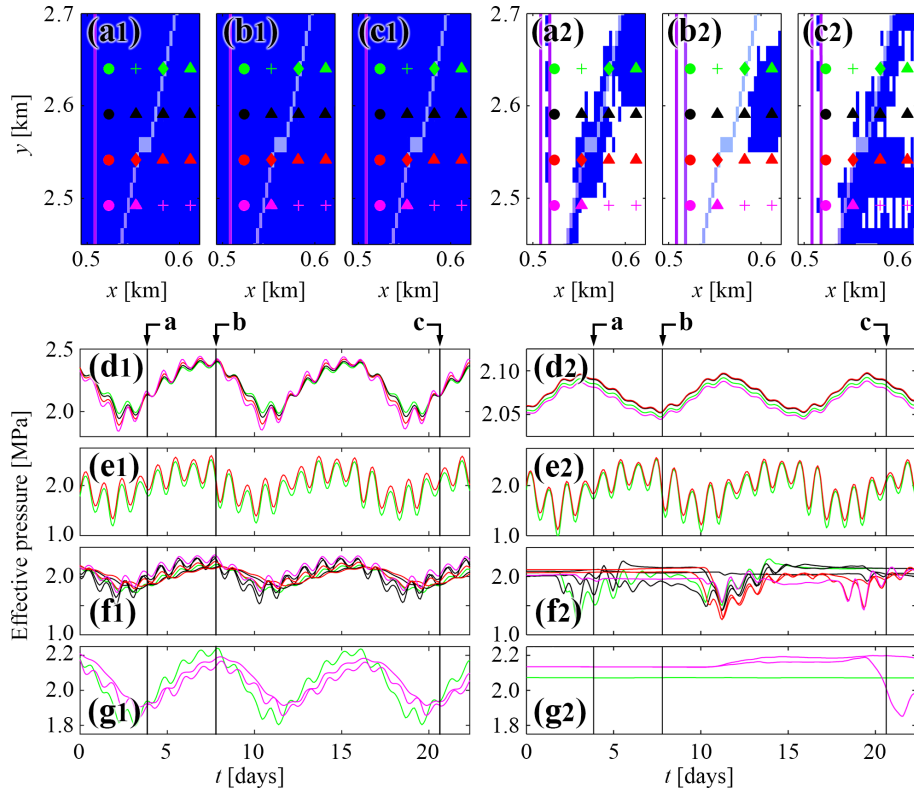 2.7
2.6
2.5
y [km]
(a1) (b1) (c1) (a2) (b2) (c2)
0.5 0.6 0.5 0.6 0.5 0.6
2.7
2.6
2.5
0.5 0.6 0.5 0.6 0.5 0.6
x [km] x [km] x [km] x [km] x [km] x [km]
a b c a b c
Effective pressure [MPa]
2.5
2.0
(d1)
2.10
2.05
(d2)
2.0
1.0
(e1)
2.0
1.0
(e2)
2.0
1.0
(f1)
2.0
1.0
(f2)
2.2
2.0
1.8
(g1)
2.2
2.0
1.8
(g2)
0 5 10 15 20
0 5 10 15 20
t [days] t [days]